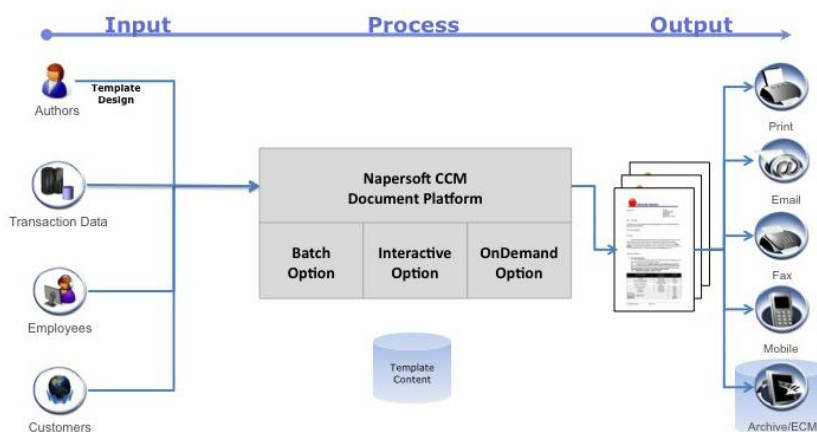 Input Process Output
Template
Design
Authors
Print
Napersoft CCM
Document Platform
Transaction Data
Email
Batch
Option
Interactive
Option
OnDemand
Option
Employees
Fax
Template
Content
Mobile
Customers
Archive/ECM